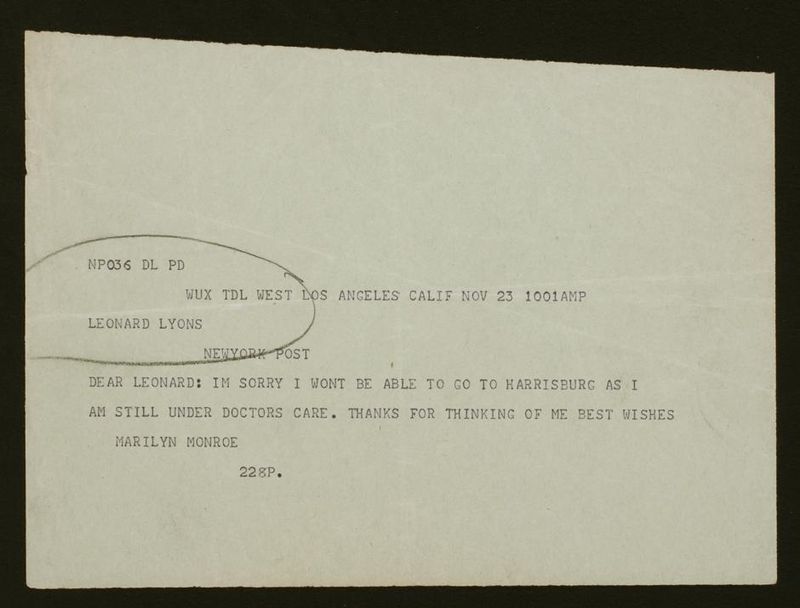 NP036 DL PD
WUX TDL WEST LOS ANGELES CALIF NOV 23 1001AMP
LEONARD LYONS
NEWYORK POST
DEAR LEONARD: IM SORRY I WONT BE ABLE TO GO TO HARRISBURG AS I
AM STILL UNDER DOCTORS CARE. THANKS FOR THINKING OF ME BEST WISHES
MARILYN MONROE
228P.